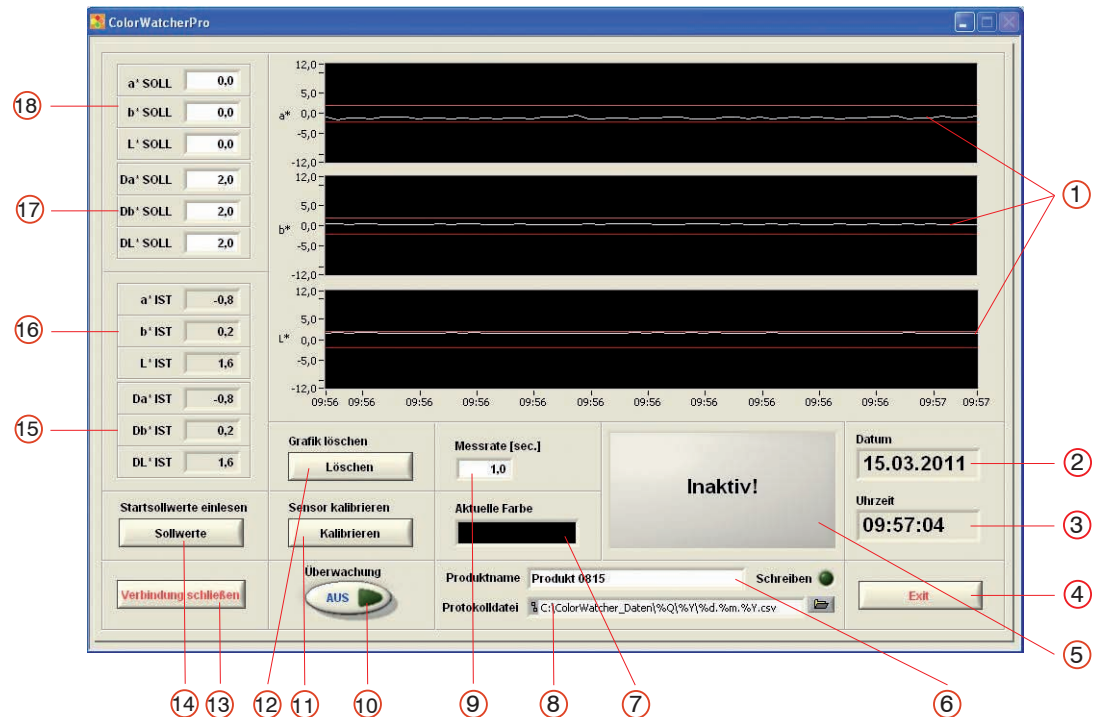 ColorWatcherPro
a* SOLL 0,0
b* SOLL 0,0
L* SOLL 0,0
Da* SOLL 2,0
Db* SOLL 2,0
DL* SOLL 2,0
a* IST -0,8
b* IST 0,2
L* IST 1,6
Da* IST -0,8
Db* IST 0,2
DL* IST 1,6
12,0
5,0
a* 0,0
-5,0
-12,0
12,0
5,0
b* 0,0
-5,0
-12,0
12,0
5,0
L* 0,0
-5,0
-12,0
09:56 09:56 09:56 09:56 09:56 09:56 09:56 09:56 09:56 09:56 09:56 09:57 09:57
Grafik löschen
Löschen
Messrate [sec.]
1,0
Inaktiv!
Datum
15.03.2011
Uhrzeit
09:57:04
Startsollwerte einlesen
Sollwerte
Sensor kalibrieren
Kalibrieren
Aktuelle Farbe
Verbindung schließen
Überwachung
AUS
Produktname Produkt 0815 Schreiben
Protokolldatei C:\ColorWatcher_Daten\%Q\%Y\%d.%m.%Y.csv
Exit
18
17
16
15
1
2
3
4
5
14 13 12 11 10 9 8 7 6